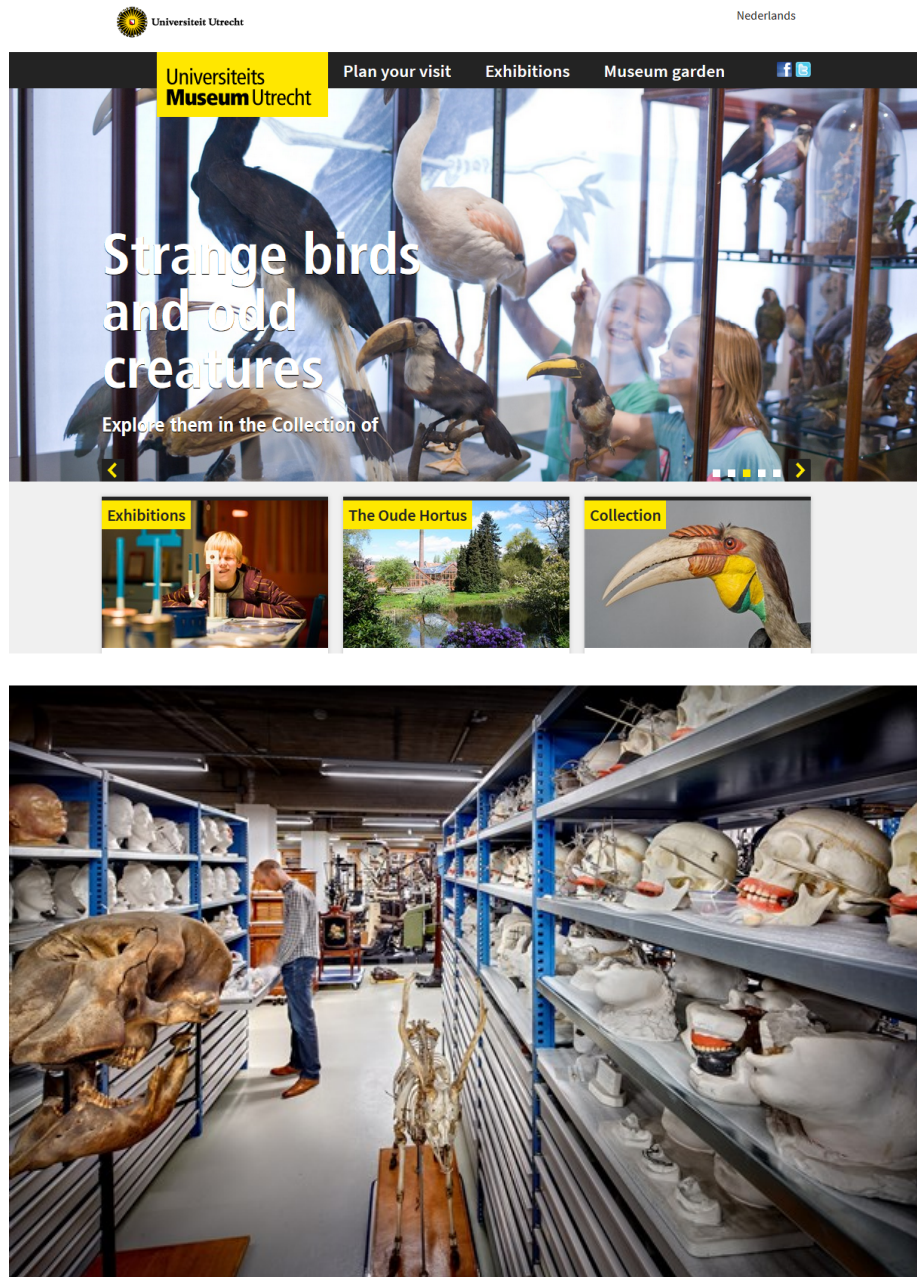 Universiteit Utrecht
Nederlands
Universiteits
Museum Utrecht
Plan your visit
Exhibitions
Museum garden
Strange birds
and odd
creatures
Explore them in the Collection of
Exhibitions
The Oude Hortus
Collection